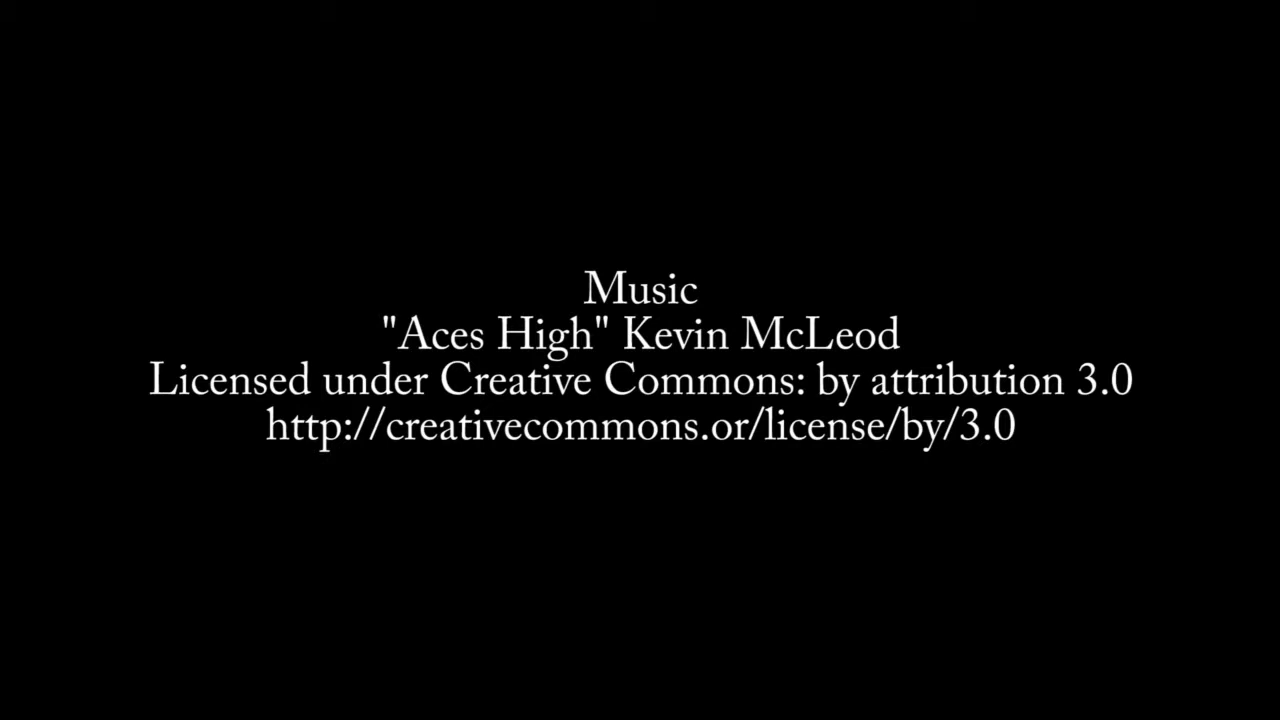 Music
"Aces High" Kevin McLeod
Licensed under Creative Commons: by attribution 3.0
http://creativecommons.or/license/by/3.0